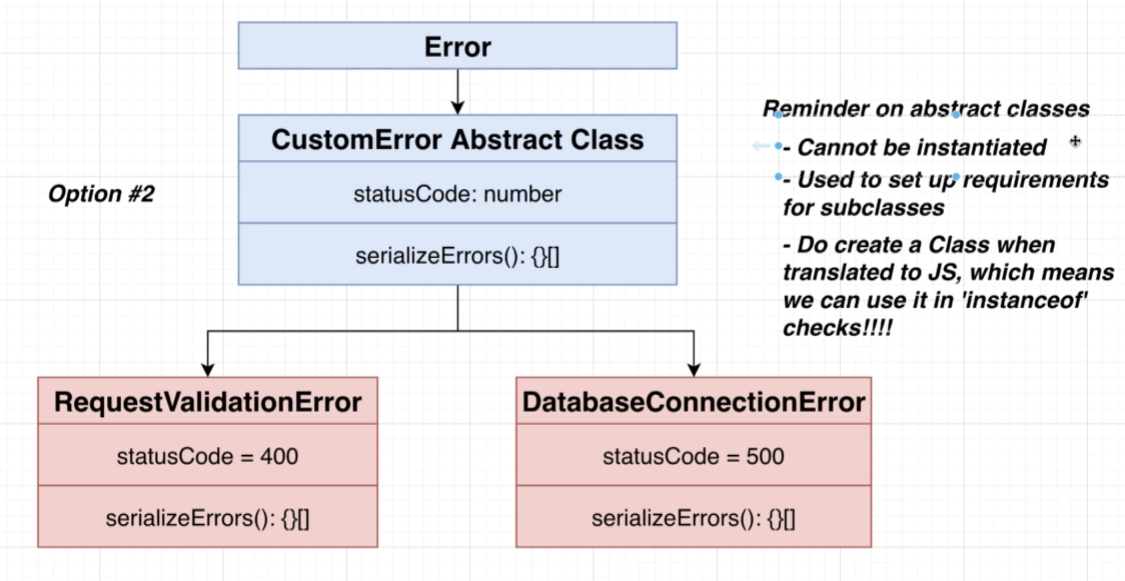 Error
CustomError Abstract Class
statusCode: number
serializeErrors(): {}[]
Option #2
Reminder on abstract classes
- Cannot be instantiated
- Used to set up requirements
for subclasses
- Do create a Class when
translated to JS, which means
we can use it in 'instanceof'
checks!!!!
RequestValidationError
statusCode = 400
serializeErrors(): {}[]
DatabaseConnectionError
statusCode = 500
serializeErrors(): {}[]